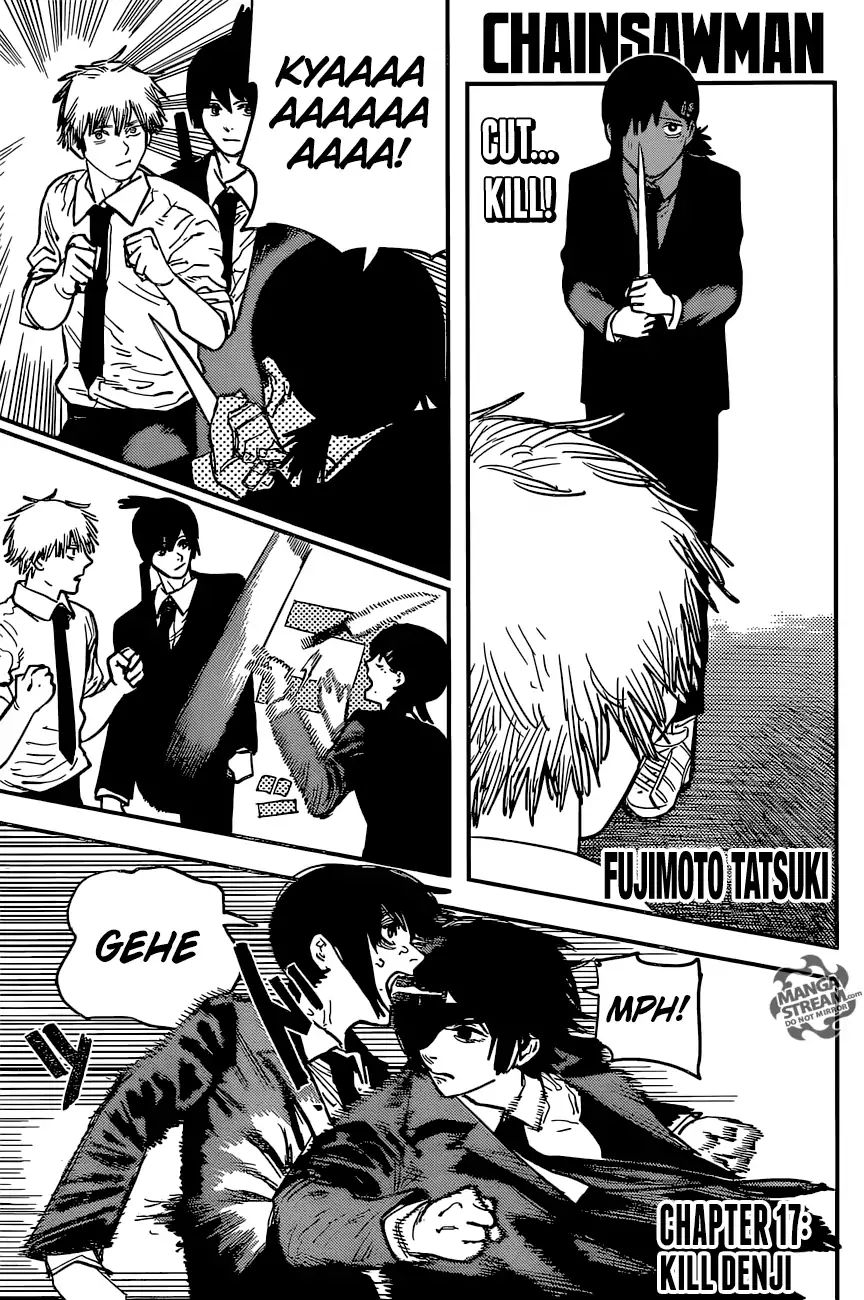 CHAINSAWMAN
CUT...
KILL!
FUJIMOTO TATSUKI
KYAAAA
AAAAAA
AAAA!
GEHE
MPH!
CHAPTER 17:
KILL DENJI
MANGA
STREAM.com
DO NOT MIRROR!